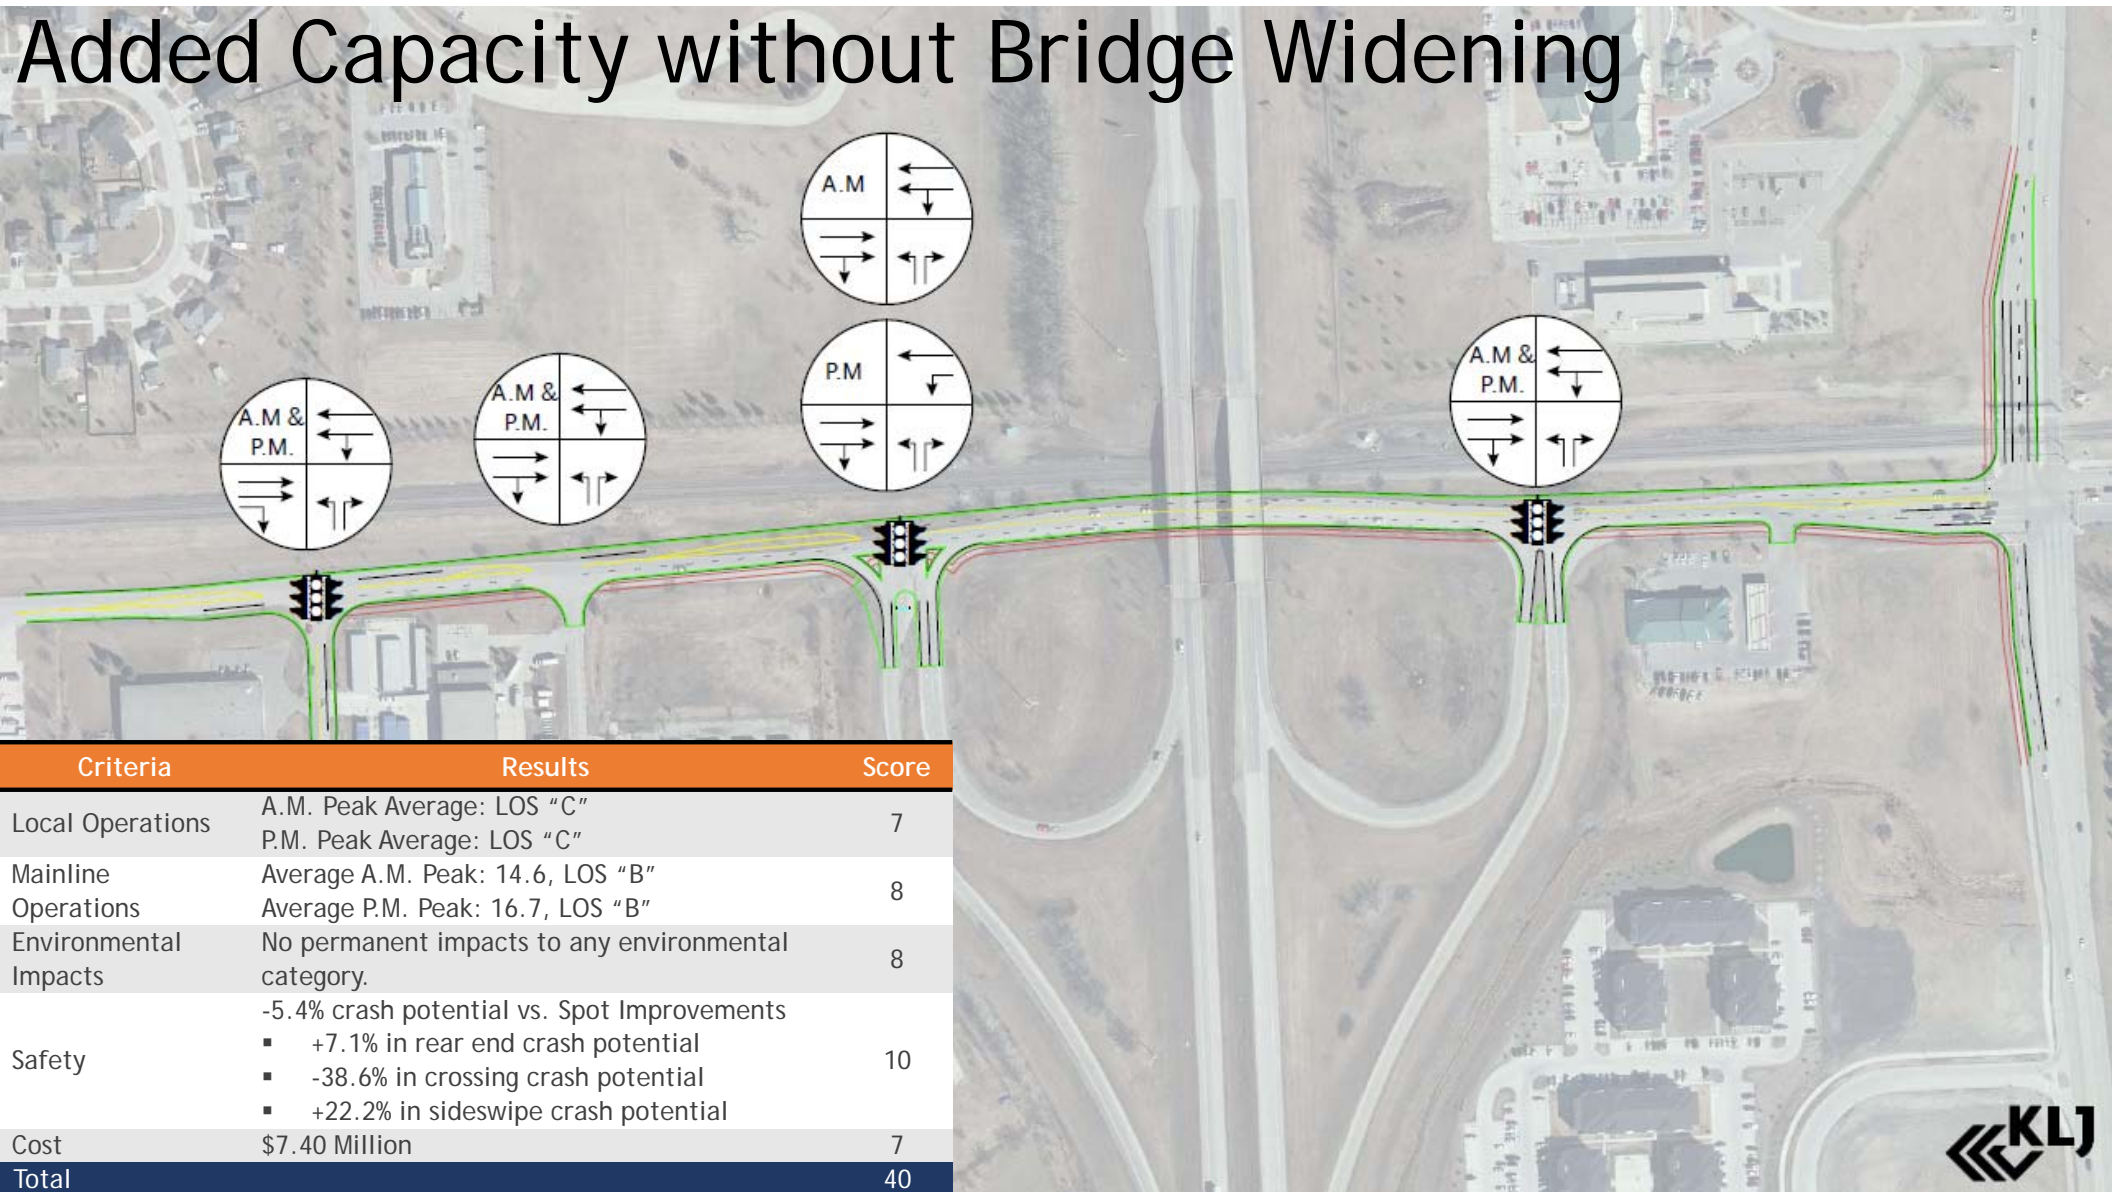 Added Capacity without Bridge Widening
A.M
P.M
A.M &
P.M.
A.M &
P.M.
A.M &
P.M.
Criteria Results Score
Local Operations A.M. Peak Average: LOS “C” 7
P.M. Peak Average: LOS “C”
Mainline Operations Average A.M. Peak: 14.6, LOS “B” 8
Average P.M. Peak: 16.7, LOS “B”
Environmental Impacts No permanent impacts to any environmental 8
category.
Safety -5.4% crash potential vs. Spot Improvements 10
▪ +7.1% in rear end crash potential
▪ -38.6% in crossing crash potential
▪ +22.2% in sideswipe crash potential
Cost $7.40 Million 7
Total 40
KLJ